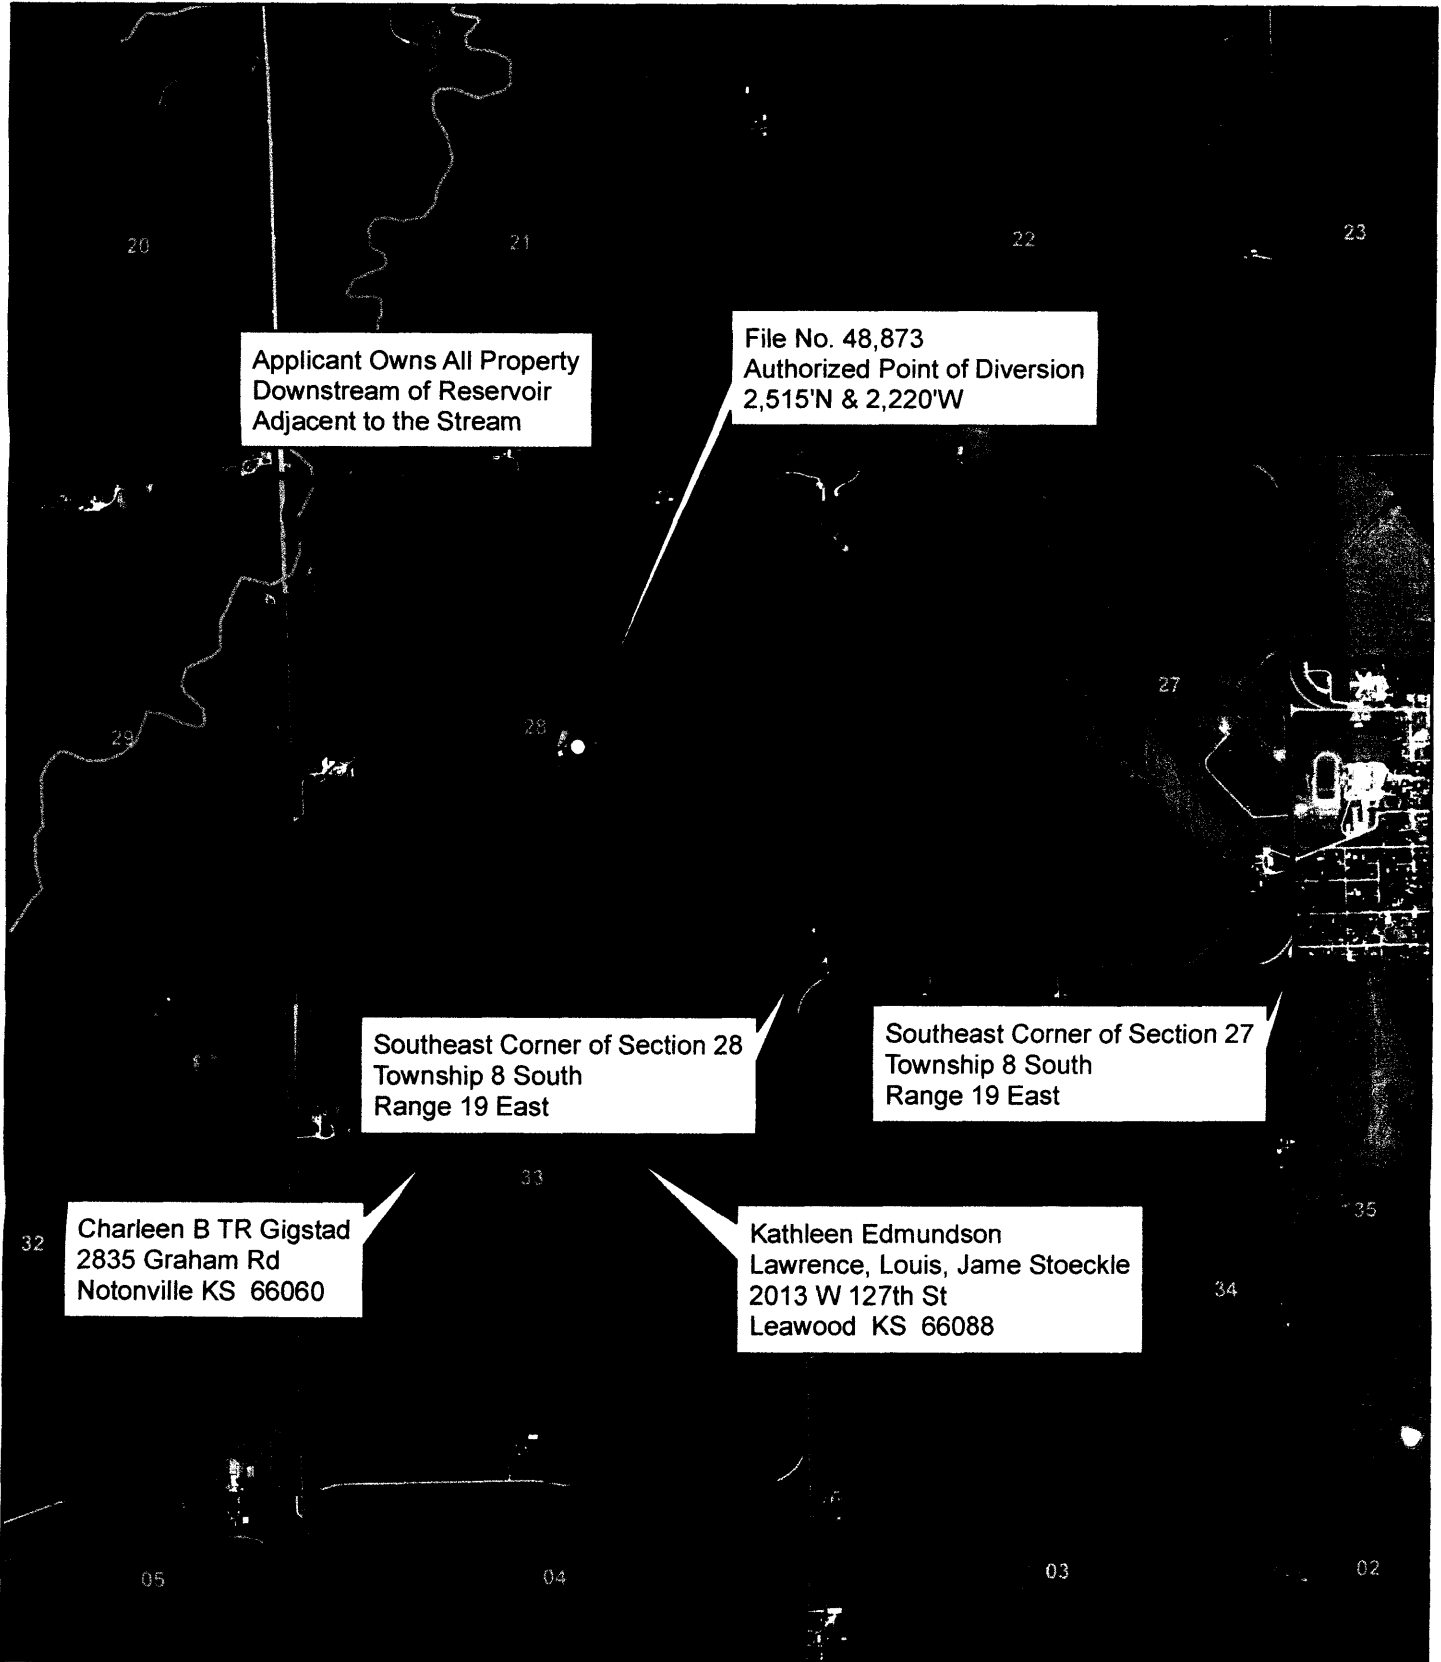 20
21
22
23
Applicant Owns All Property
Downstream of Reservoir
Adjacent to the Stream
File No. 48,873
Authorized Point of Diversion
2,515'N & 2,220'W
27
28
29
Southeast Corner of Section 28
Township 8 South
Range 19 East
Southeast Corner of Section 27
Township 8 South
Range 19 East
33
32
Charleen B TR Gigstad
2835 Graham Rd
Notonville KS 66060
Kathleen Edmundson
Lawrence, Louis, Jame Stoeckle
2013 W 127th St
Leawood KS 66088
35
34
05
04
03
02